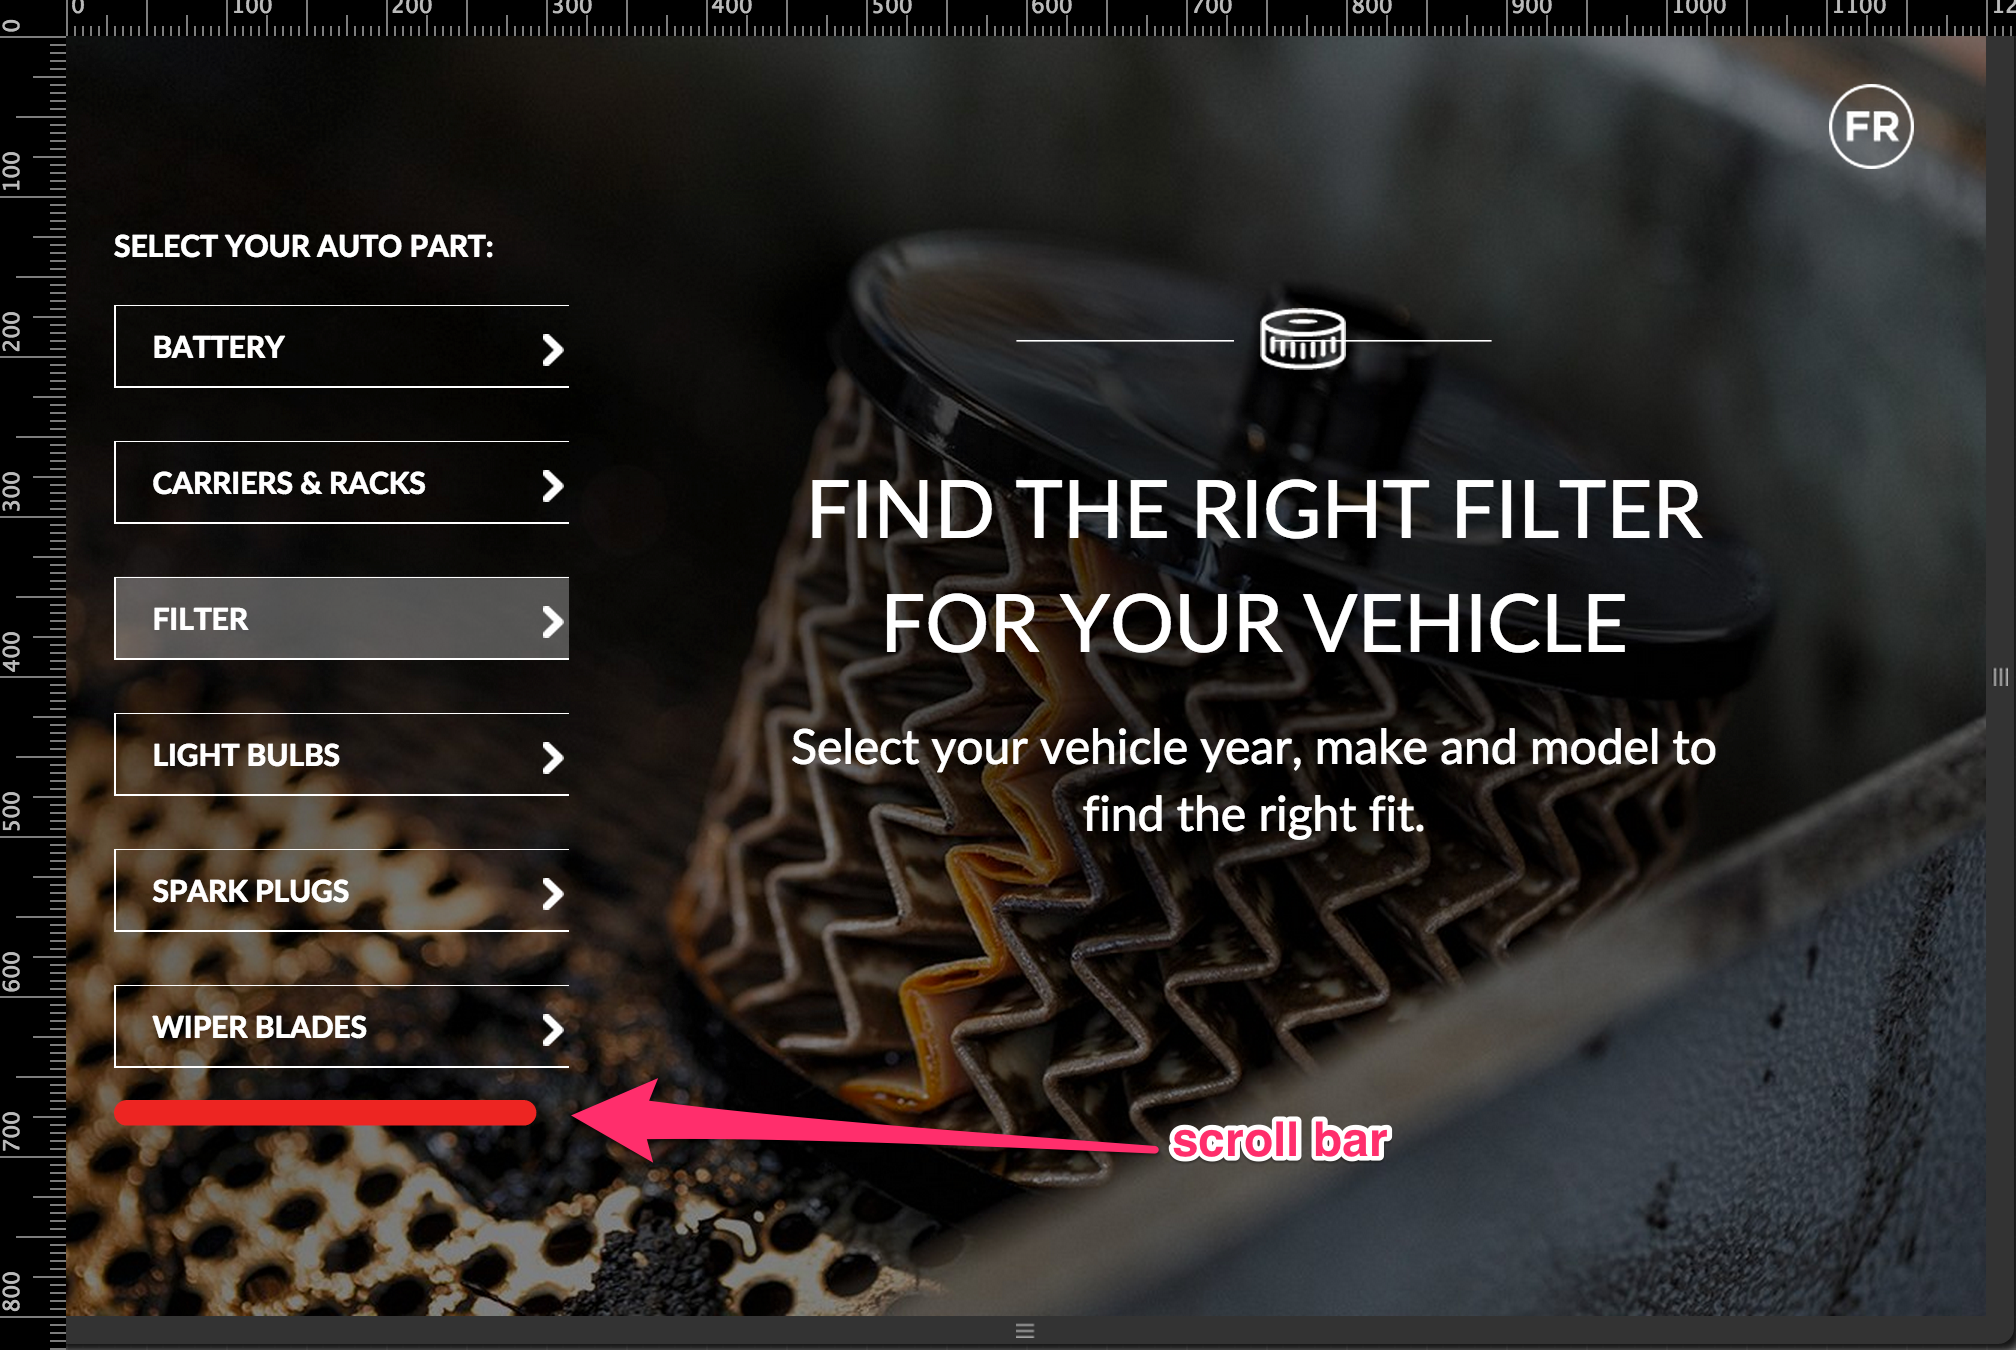 0 100 200 300 400 500 600 700 800 900 1000 1100 12
0
100
200
300
400
500
600
700
800
FR
SELECT YOUR AUTO PART:
BATTERY
CARRIERS & RACKS
FILTER
LIGHT BULBS
SPARK PLUGS
WIPER BLADES
FIND THE RIGHT FILTER
FOR YOUR VEHICLE
Select your vehicle year, make and model to
find the right fit.
scroll bar